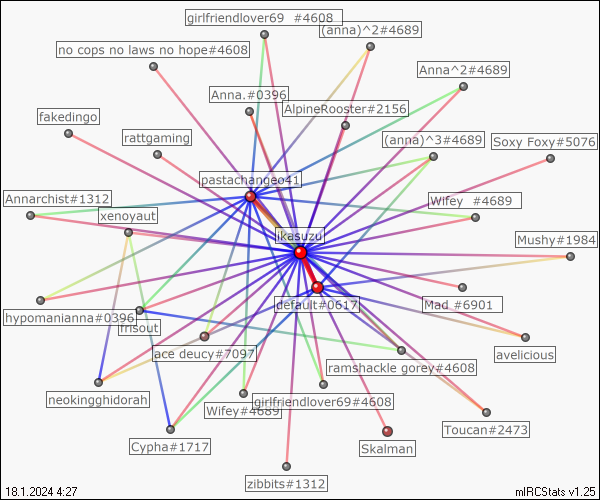 girlfriendlover69 #4608
(anna)^2#4689
no cops no laws no hope#4608
Anna^2#4689
Anna.#0396
AlpineRooster#2156
fakedingo
rattgaming
(anna)^3#4689
Soxy Foxy#5076
pastachangeo41
Annarchist#1312
Wifey #4689
xenoyaut
ikasuzu
Mushy#1984
default#0617
Mad_#6901
hypomanianna#0396
frisout
ace deucy#7097
avelicious
ramshackle gorey#4608
neokingghidorah
Wifey#4689
girlfriendlover69#4608
Toucan#2473
Cypha#1717
Skalman
zibbits#1312
18.1.2024 4:27
mIRCStats v1.25